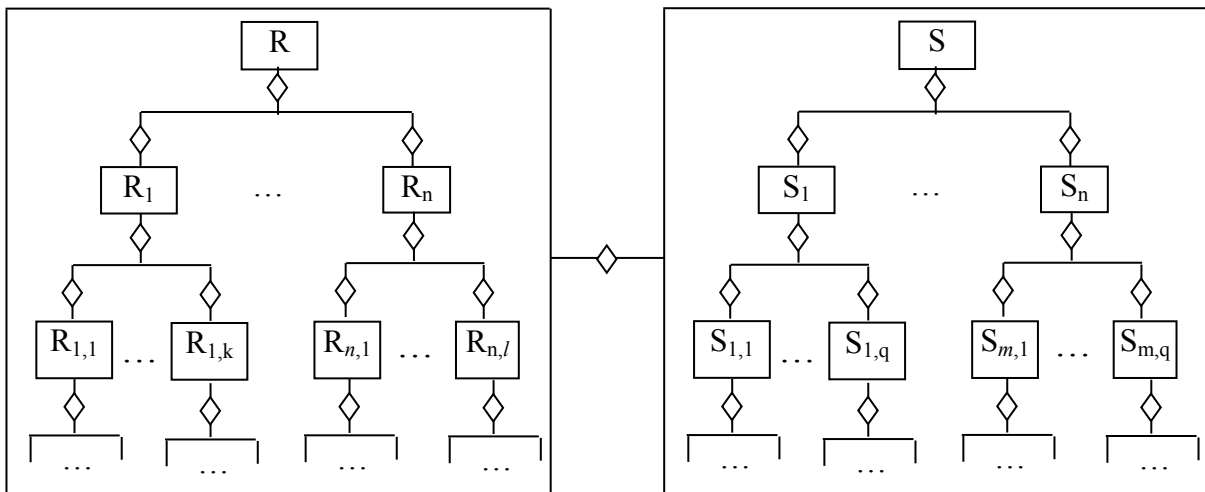 R S
R1 … Rn S1 … Sn
R1,1 … R1,k Rn,1 … Rn,l S1,1 … S1,q Sm,1 … Sm,q
… … … … … … … …